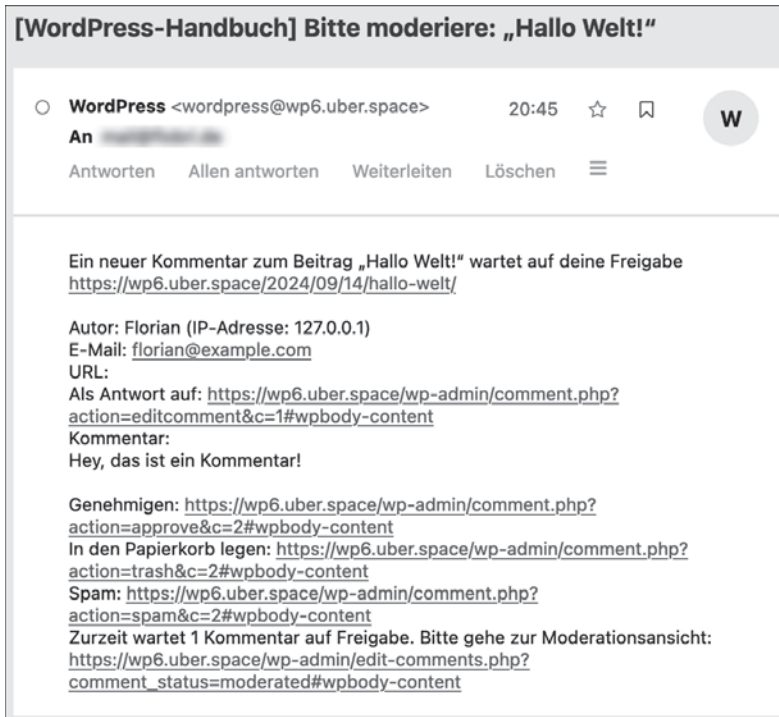 [WordPress-Handbuch] Bitte moderiere: „Hallo Welt!“
WordPress <wordpress@wp6.uber.space> 20:45
W
An
Antworten Allen antworten Weiterleiten Löschen
Ein neuer Kommentar zum Beitrag „Hallo Welt!“ wartet auf deine Freigabe
https://wp6.uber.space/2024/09/14/hallo-welt/
Autor: Florian (IP-Adresse: 127.0.0.1)
E-Mail: florian@example.com
URL:
Als Antwort auf: https://wp6.uber.space/wp-admin/comment.php?
action=editcomment&c=1#wpbody-content
Kommentar:
Hey, das ist ein Kommentar!
Genehmigen: https://wp6.uber.space/wp-admin/comment.php?
action=approve&c=2#wpbody-content
In den Papierkorb legen: https://wp6.uber.space/wp-admin/comment.php?
action=trash&c=2#wpbody-content
Spam: https://wp6.uber.space/wp-admin/comment.php?
action=spam&c=2#wpbody-content
Zurzeit wartet 1 Kommentar auf Freigabe. Bitte gehe zur Moderationsansicht:
https://wp6.uber.space/wp-admin/edit-comments.php?
comment_status=moderated#wpbody-content